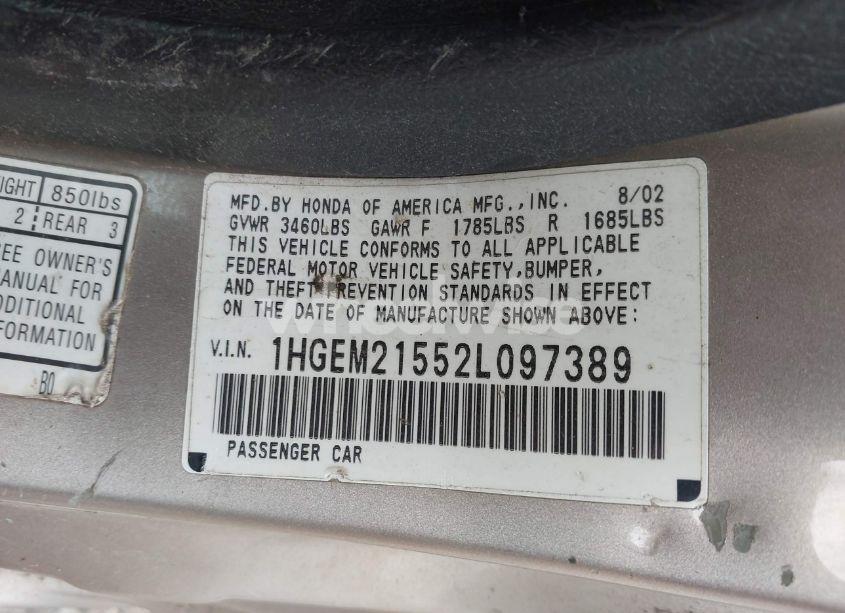 IGHT 850lbs
2 REAR 3
EE OWNER'S
MANUAL FOR
DDITIONAL
FORMATION
BO
MFD.BY HONDA OF AMERICA MFG.,INC. 8/02
GVWR 3460LBS GAWR F 1785LBS R 1685LBS
THIS VEHICLE CONFORMS TO ALL APPLICABLE
FEDERAL MOTOR VEHICLE SAFETY,BUMPER,
AND THEFT PREVENTION STANDARDS IN EFFECT
ON THE DATE OF MANUFACTURE SHOWN ABOVE:
V.I.N. 1HGEM21552L097389
PASSENGER CAR